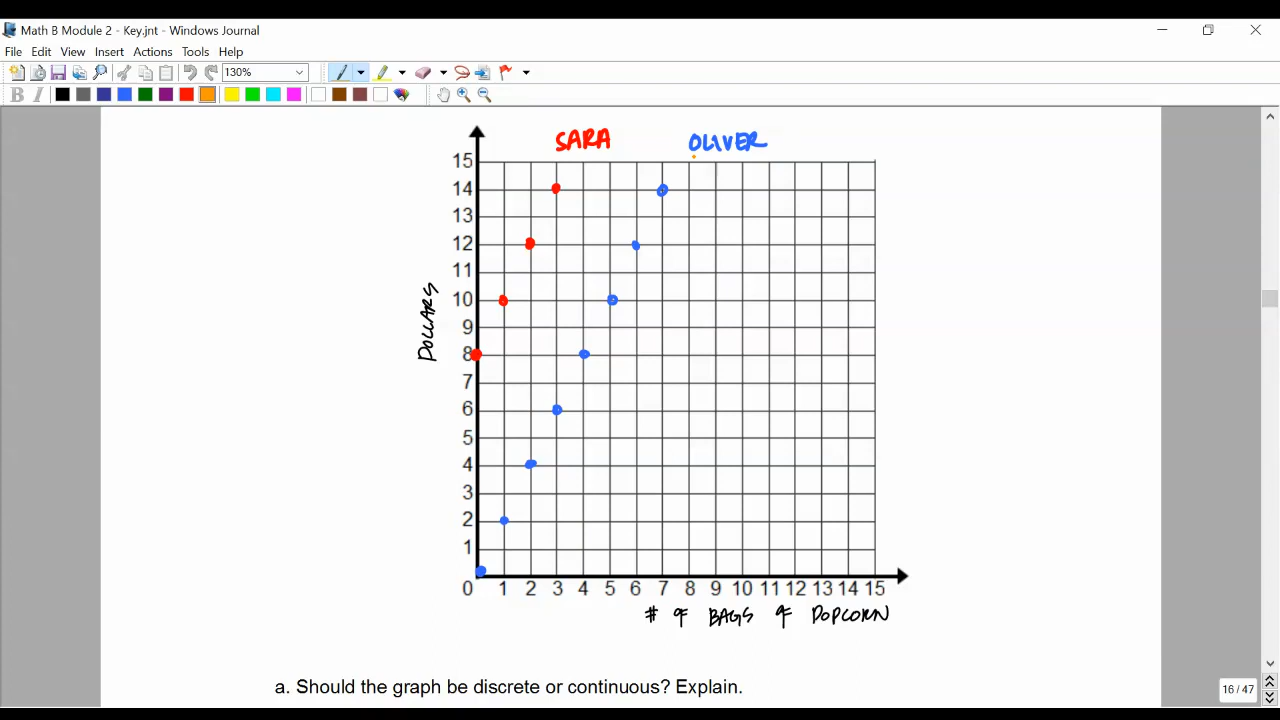 Math B Module 2 - Key.jnt - Windows Journal
File Edit View Insert Actions Tools Help
130%
B I
SARA OLIVER
15
14
13
12
11
10
9
8
7
6
5
4
3
2
1
DOLLARS
0 1 2 3 4 5 6 7 8 9 10 11 12 13 14 15
# OF BAGS OF POPCORN
a. Should the graph be discrete or continuous? Explain.
16 / 47